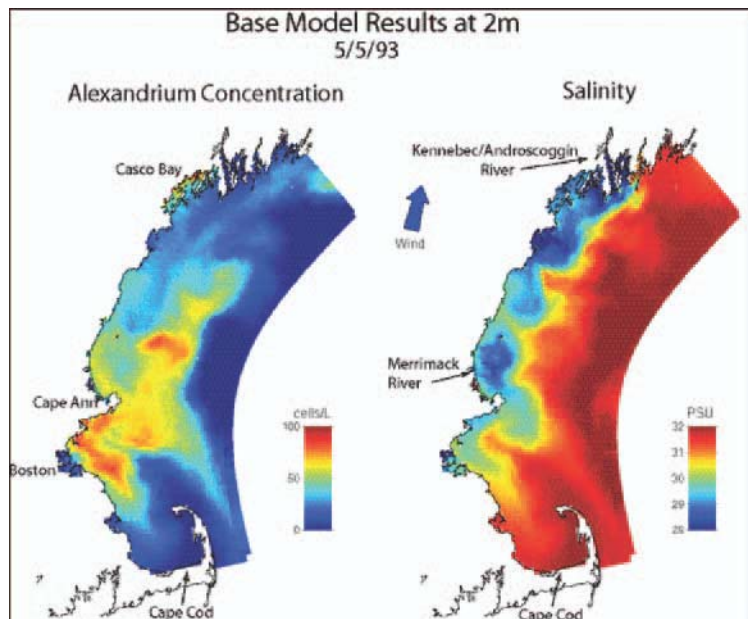 Base Model Results at 2m
5/5/93
Alexandrium Concentration
Salinity
Kennebec/Androscoggin
River
Casco Bay
Wind
Merrimack
River
Cape Ann
cells/L
100
50
0
PSU
32
31
30
29
28
Boston
Cape Cod
Cape Cod